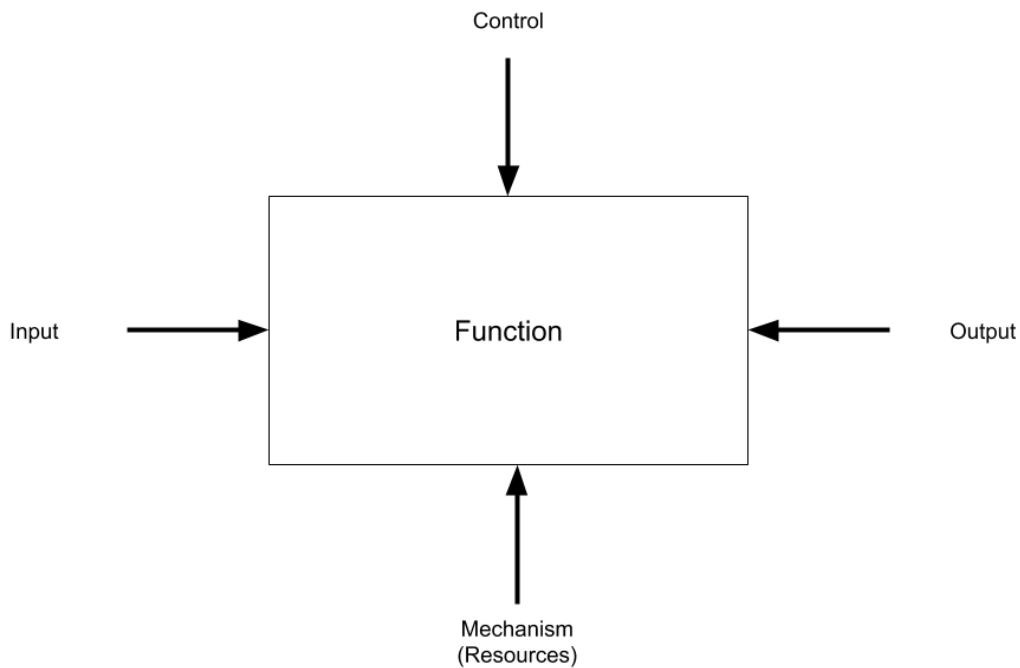 Control
Input
Function
Output
Mechanism
(Resources)